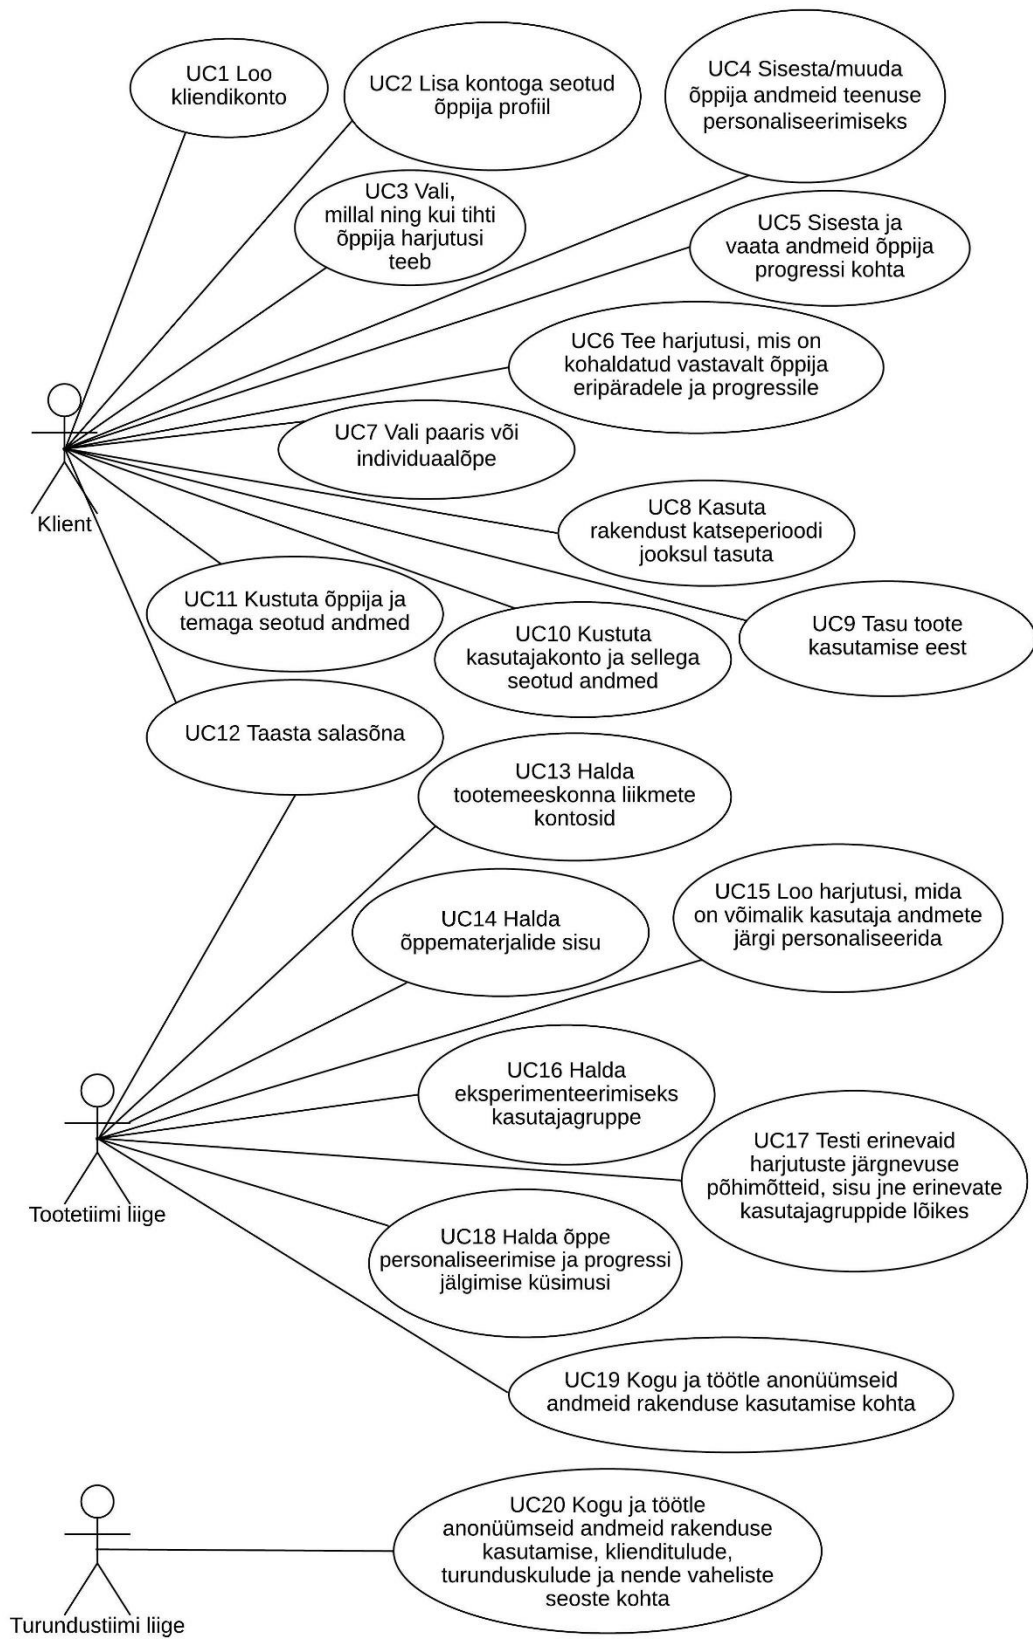 UC1 Loo
kliendikonto
UC2 Lisa kontoga seotud
õppija profiil
UC4 Sisesta/muuda
õppija andmeid teenuse
personaliseerimiseks
UC3 Vali,
millal ning kui tihti
õppija harjutusi
teeb
UC5 Sisesta ja
vaata andmeid õppija
progressi kohta
UC6 Tee harjutusi, mis on
kohaldatud vastavalt õppija
eripäradele ja progressile
UC7 Vali paaris või
individuaalõpe
Klient
UC8 Kasuta
rakendust katseperioodi
jooksul tasuta
UC11 Kustuta õppija ja
temaga seotud andmed
UC10 Kustuta
kasutajakonto ja sellega
seotud andmed
UC9 Tasu toote
kasutamise eest
UC12 Taasta salasõna
UC13 Halda
tootemeeskonna liikmete
kontosid
UC14 Halda
õppematerjalide sisu
UC15 Loo harjutusi, mida
on võimalik kasutaja andmete
järgi personaliseerida
UC16 Halda
eksperimenteerimiseks
kasutajagruppe
UC17 Testi erinevaid
harjutuste järgnevuse
põhimõtteid, sisu jne erinevate
kasutajagruppide lõikes
Tootetiimi liige
UC18 Halda õppe
personaliseerimise ja progressi
jälgimise küsimusi
UC19 Kogu ja töötle anonüümseid
andmeid rakenduse kasutamise kohta
UC20 Kogu ja töötle
anonüümseid andmeid rakenduse
kasutamise, klienditulude,
turunduskulude ja nende vaheliste
seoste kohta
Turundustiimi liige